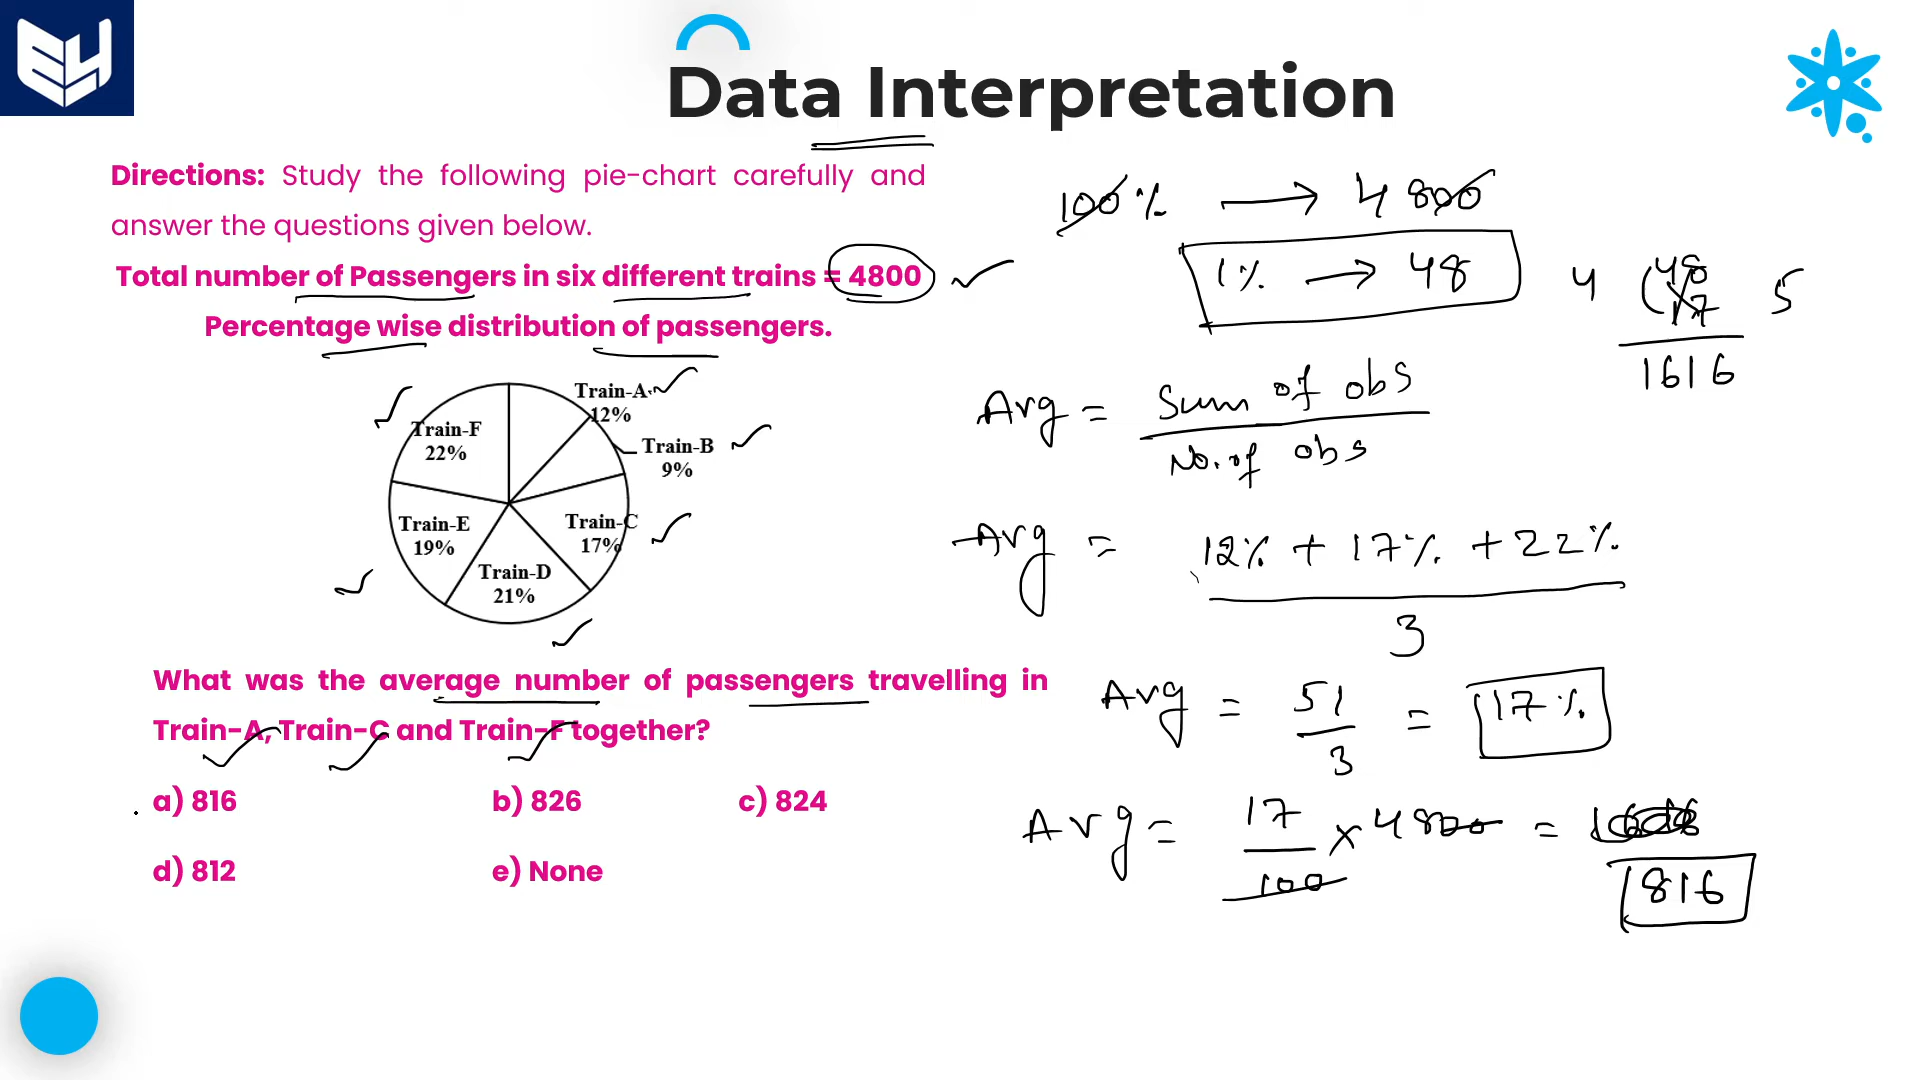 Data Interpretation
Directions: Study the following pie-chart carefully and
answer the questions given below.
Total number of Passengers in six different trains = 4800
Percentage wise distribution of passengers.
Train-A
12%
Train-B
9%
Train-C
17%
Train-D
21%
Train-E
19%
Train-F
22%
What was the average number of passengers travelling in
Train-A, Train-C and Train-F together?
a) 816 b) 826 c) 824
d) 812 e) None
100% → 4800
1% → 48
4 ( 48 5
17
1616
Avg = Sum of obs
No. of obs
Avg = 12% + 17% + 22%
3
Avg = 51 = 17%
3
Avg = 17 × 4800 =
100
816